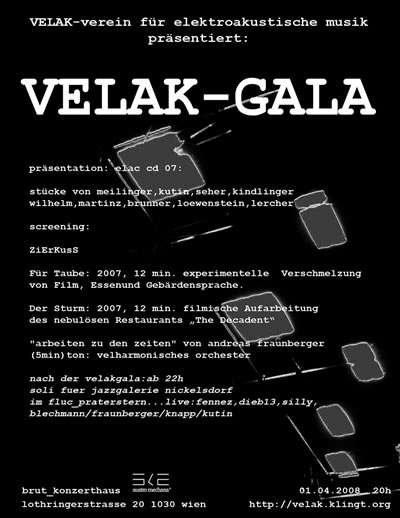 VELAK-verein für elektroakustische musik
präsentiert:
VELAK-GALA
präsentation: elac cd 07:
stücke von meilinger,kutin,seher,kindlinger
wilhelm,martinz,brunner,loewenstein,lercher
screening:
ZiErKusS
Für Taube: 2007, 12 min. experimentelle Verschmelzung
von Film, Essenund Gebärdensprache.
Der Sturm: 2007, 12 min. filmische Aufarbeitung
des nebulösen Restaurants „The Decadent“
"arbeiten zu den zeiten" von andreas fraunberger
(5min)ton: velharmonisches orchester
nach der velakgala:ab 22h
soli fuer jazzgalerie nickelsdorf
im fluc_praterstern...live:fennez,dieb13,silly,
blechmann/fraunberger/knapp/kutin
SKE
austro mechana®
brut_konzerthaus 01.04.2008 20h
lothringerstrasse 20 1030 wien http://velak.klingt.org